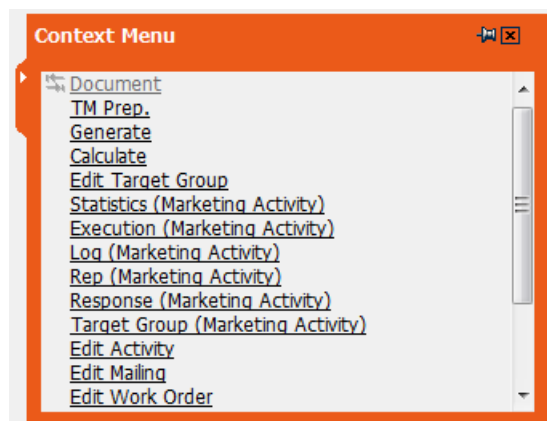 Context Menu
Document
TM Prep.
Generate
Calculate
Edit Target Group
Statistics (Marketing Activity)
Execution (Marketing Activity)
Log (Marketing Activity)
Rep (Marketing Activity)
Response (Marketing Activity)
Target Group (Marketing Activity)
Edit Activity
Edit Mailing
Edit Work Order